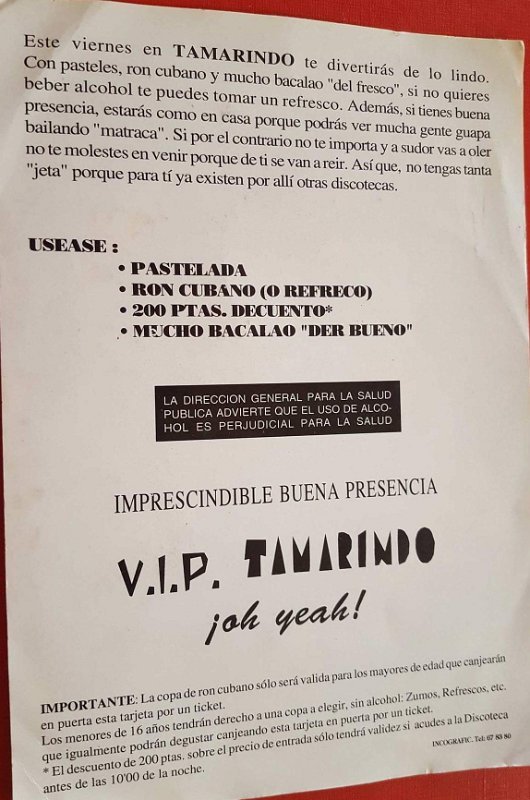 Este viernes en TAMARINDO te divertirás de lo lindo.
Con pasteles, ron cubano y mucho bacalao "del fresco", si no quieres
beber alcohol te puedes tomar un refresco. Además, si tienes buena
presencia, estarás como en casa porque podrás ver mucha gente guapa
bailando "matraca". Si por el contrario no te importa y a sudor vas a oler
no te molestes en venir porque de ti se van a reir. Así que, no tengas tanta
"jeta" porque para tí ya existen por allí otras discotecas.
USEASE :
• PASTELADA
• RON CUBANO (O REFRECO)
• 200 PTAS. DECUENTO*
• MUCHO BACALAO "DER BUENO"
LA DIRECCION GENERAL PARA LA SALUD
PUBLICA ADVIERTE QUE EL USO DE ALCO-
HOL ES PERJUDICIAL PARA LA SALUD
IMPRESCINDIBLE BUENA PRESENCIA
V.I.P. TAMARINDO
¡oh yeah!
IMPORTANTE: La copa de ron cubano sólo será valida para los mayores de edad que canjearán
en puerta esta tarjeta por un ticket.
Los menores de 16 años tendrán derecho a una copa a elegir, sin alcohol: Zumos, Refrescos, etc.
que igualmente podrán degustar canjeando esta tarjeta en puerta por un ticket.
* El descuento de 200 ptas. sobre el precio de entrada sólo tendrá validez si acudes a la Discoteca
antes de las 10'00 de la noche.
INCOGRAFIC. Tel: 67 83 80